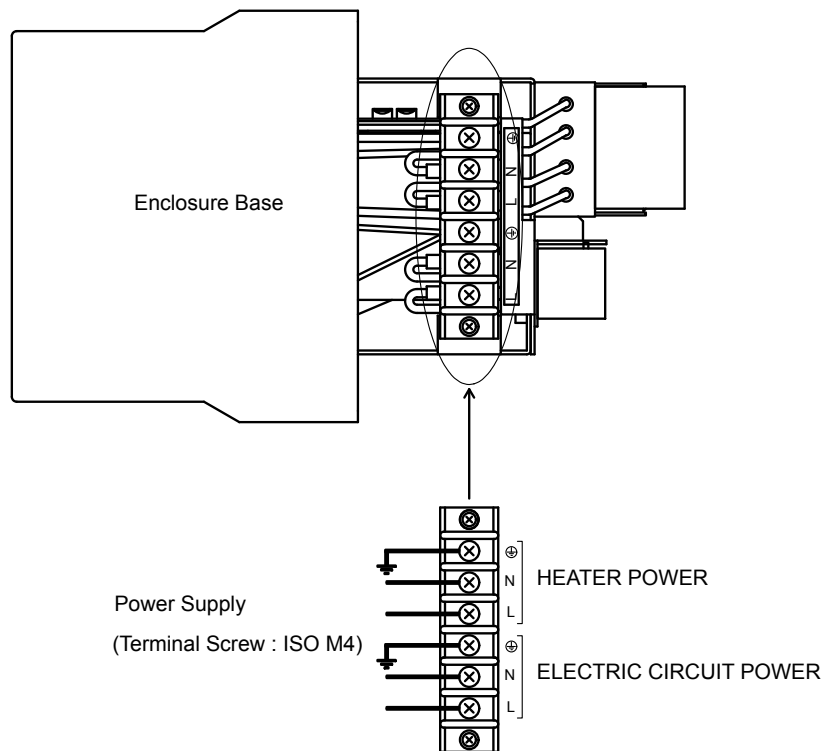 Enclosure Base
⏚
N
L
⏚
N
L
⏚
N HEATER POWER
L
Power Supply
(Terminal Screw : ISO M4)
⏚
N ELECTRIC CIRCUIT POWER
L